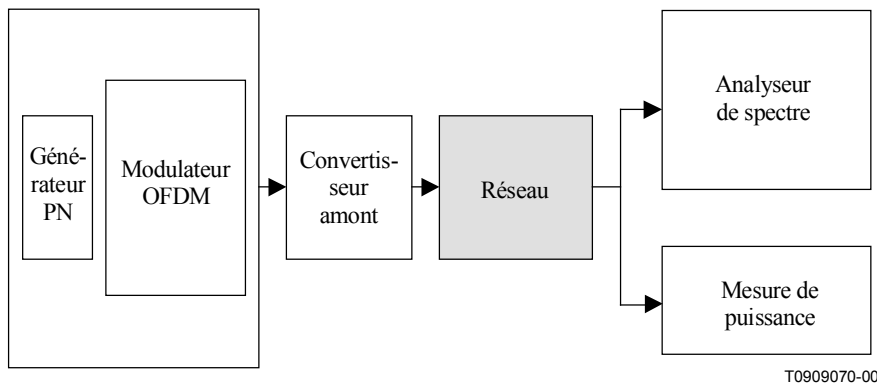 Géné-
rateur
PN
Modulateur
OFDM
Convertis-
seur
amont
Réseau
Analyseur
de spectre
Mesure de
puissance
T0909070-00